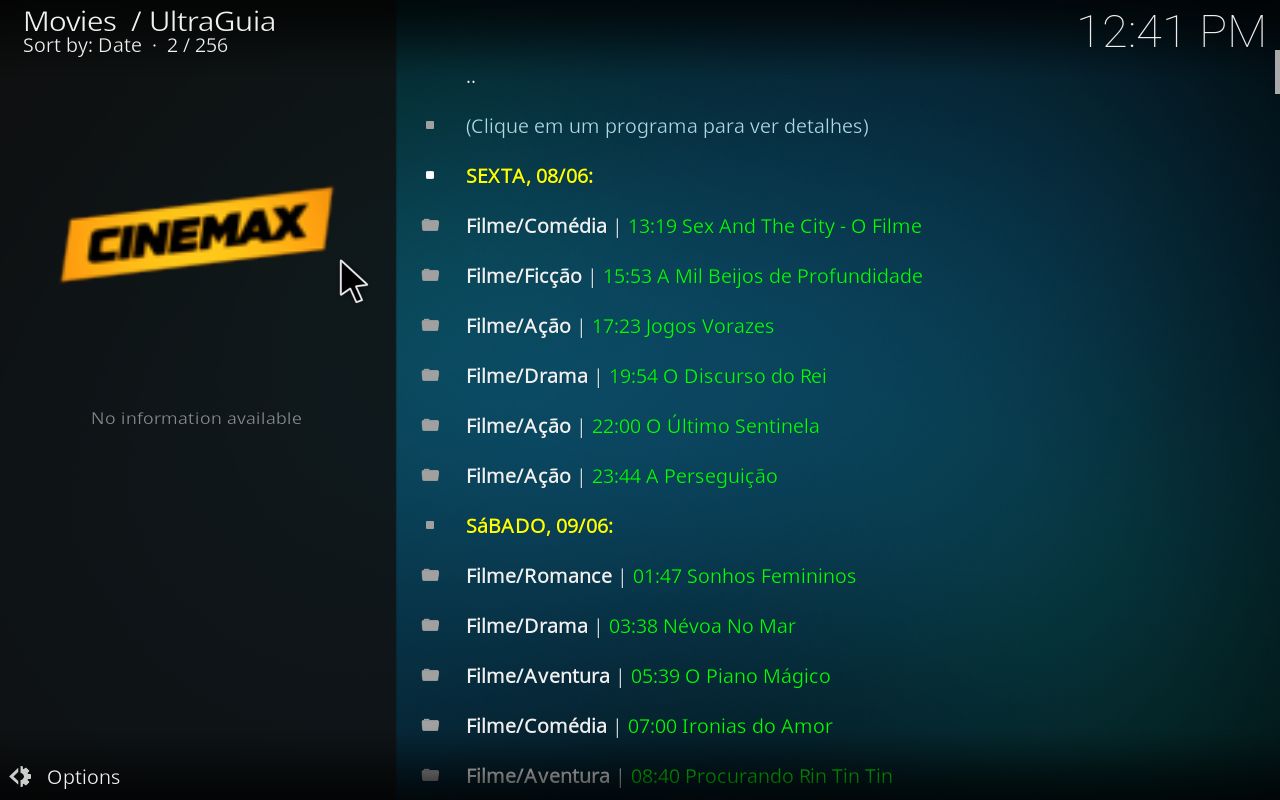 Movies / UltraGuia
Sort by: Date · 2 / 256
12:41 PM
CINEMAX
No information available
..
(Clique em um programa para ver detalhes)
SEXTA, 08/06:
Filme/Comédia | 13:19 Sex And The City - O Filme
Filme/Ficção | 15:53 A Mil Beijos de Profundidade
Filme/Ação | 17:23 Jogos Vorazes
Filme/Drama | 19:54 O Discurso do Rei
Filme/Ação | 22:00 O Último Sentinela
Filme/Ação | 23:44 A Perseguição
SáBADO, 09/06:
Filme/Romance | 01:47 Sonhos Femininos
Filme/Drama | 03:38 Névoa No Mar
Filme/Aventura | 05:39 O Piano Mágico
Filme/Comédia | 07:00 Ironias do Amor
Filme/Aventura | 08:40 Procurando Rin Tin Tin
Options